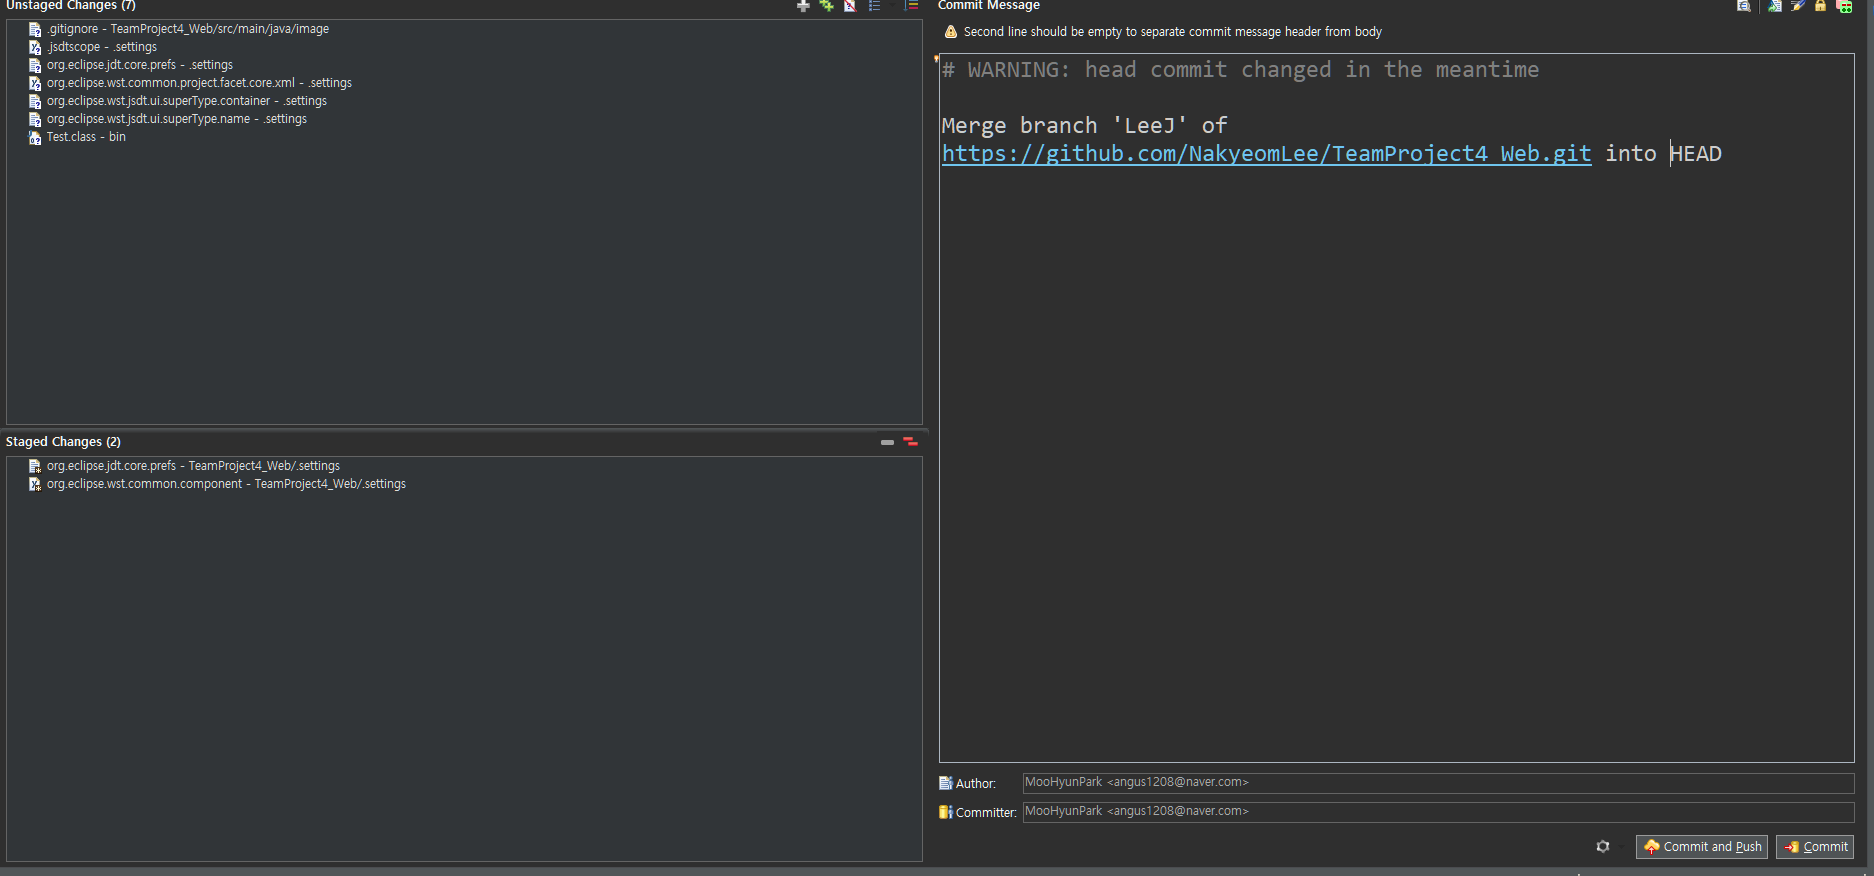 Unstaged Changes (7)
.gitignore - TeamProject4_Web/src/main/java/image
.jsdtscope - .settings
org.eclipse.jdt.core.prefs - .settings
org.eclipse.wst.common.project.facet.core.xml - .settings
org.eclipse.wst.jsdt.ui.superType.container - .settings
org.eclipse.wst.jsdt.ui.superType.name - .settings
Test.class - bin
Staged Changes (2)
org.eclipse.jdt.core.prefs - TeamProject4_Web/.settings
org.eclipse.wst.common.component - TeamProject4_Web/.settings
Commit Message
Second line should be empty to separate commit message header from body
# WARNING: head commit changed in the meantime
Merge branch 'LeeJ' of
https://github.com/NakyeomLee/TeamProject4_Web.git into HEAD
Author: MooHyunPark <angus1208@naver.com>
Committer: MooHyunPark <angus1208@naver.com>
Commit and Push
Commit